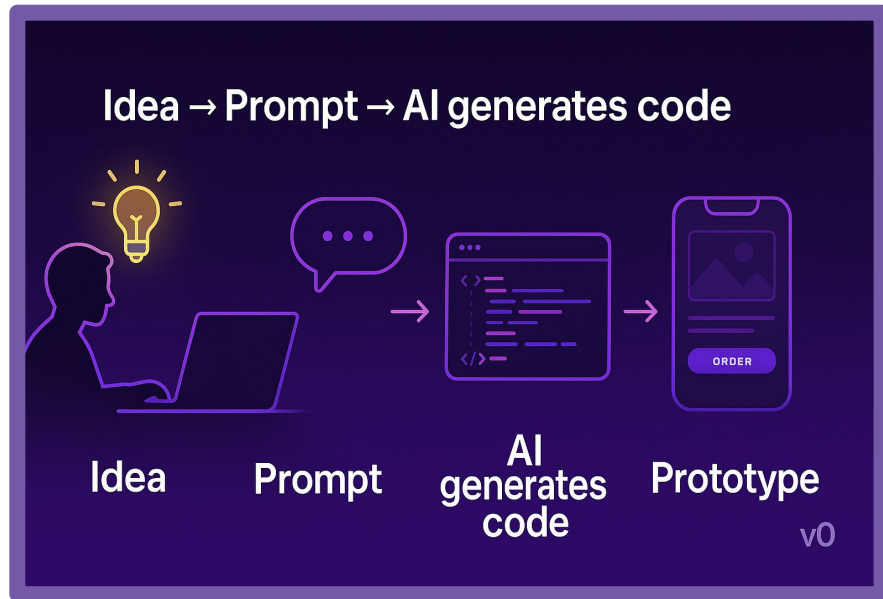 Idea → Prompt → AI generates code
ORDER
Idea
Prompt
AI
generates
code
Prototype
v0